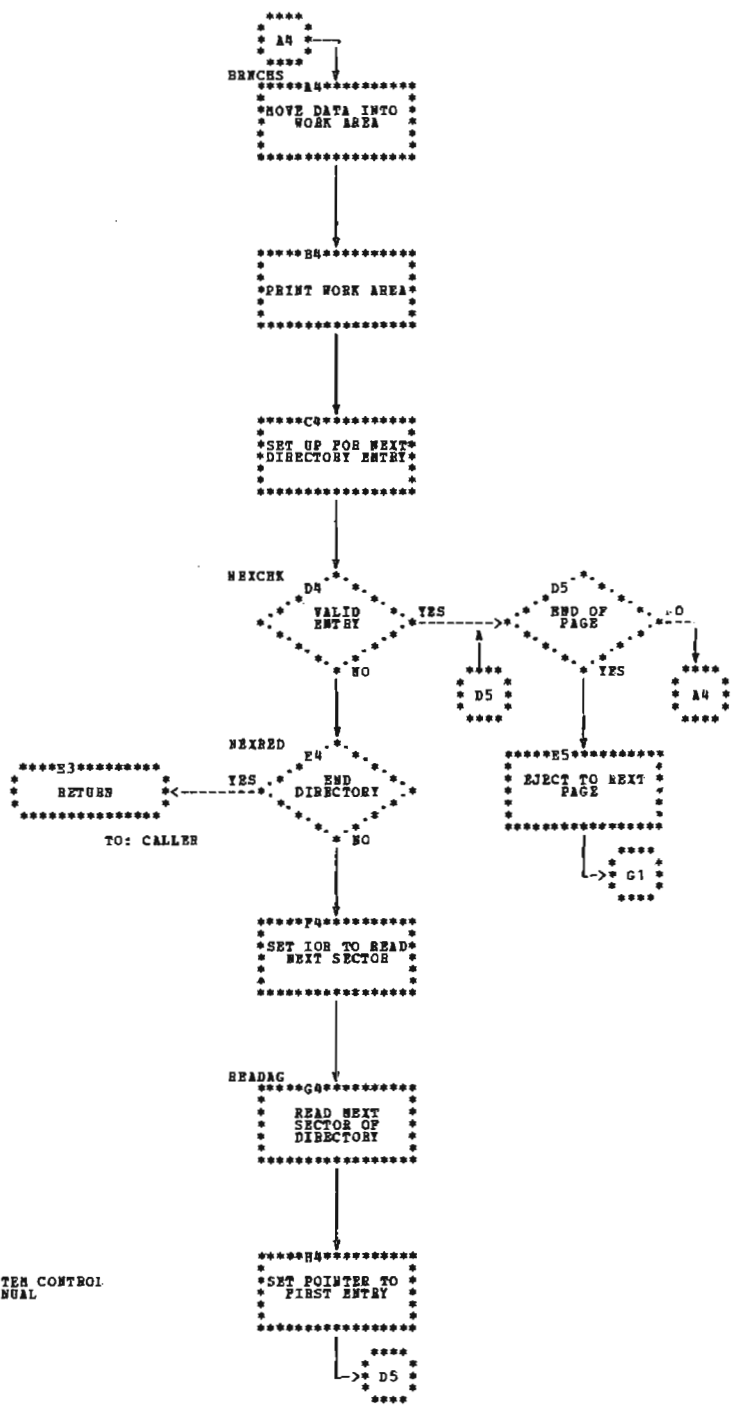 A4
BRNCHS
A4
MOVE DATA INTO
WORK AREA
B4
PRINT WORK AREA
C4
SET UP FOR NEXT
DIRECTORY ENTRY
NEXCHK
D4
VALID
ENTRY
YES
NO
D5
END OF
PAGE
NO
YES
D5
A4
NEXRED
E4
END
DIRECTORY
YES
NO
E3
RETURN
TO: CALLER
E5
EJECT TO NEXT
PAGE
G1
F4
SET IOB TO READ
NEXT SECTOR
READAG
G4
READ NEXT
SECTOR OF
DIRECTORY
H4
SET POINTER TO
FIRST ENTRY
TEM CONTROL
NUAL
D5